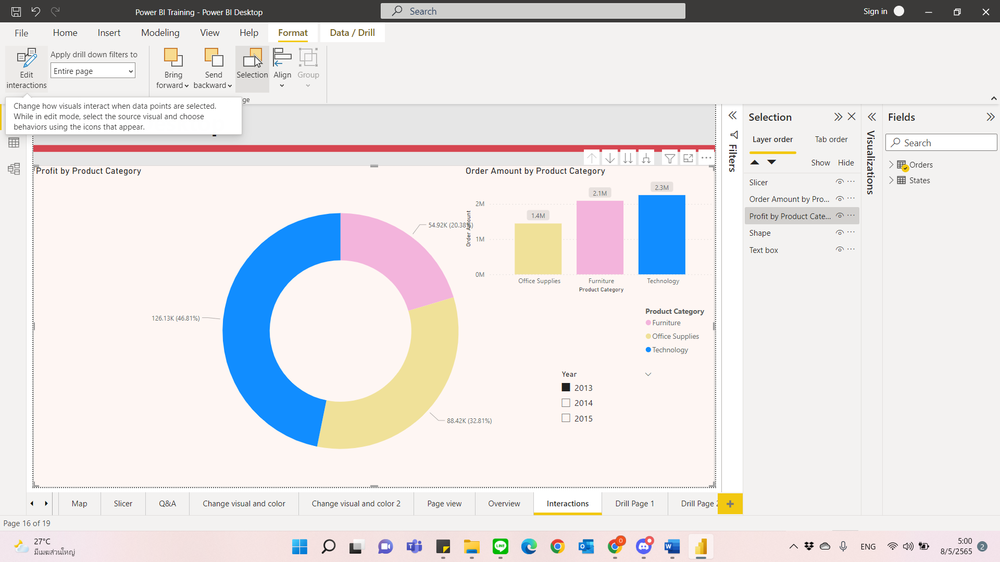 Power BI Training - Power BI Desktop
Search
Sign in
File
Home
Insert
Modeling
View
Help
Format
Data / Drill
Edit
interactions
Apply drill down filters to
Entire page
Bring
forward
Send
backward
Selection
Align
Group
Change how visuals interact when data points are selected.
While in edit mode, select the source visual and choose
behaviors using the icons that appear.
Profit by Product Category
54.92K (20.38%)
126.13K (46.81%)
88.42K (32.81%)
Order Amount by Product Category
Order Amount
2M
1M
0M
1.4M
2.1M
2.3M
Office Supplies
Furniture
Technology
Product Category
Product Category
Furniture
Office Supplies
Technology
Year
2013
2014
2015
Filters
Selection
Layer order
Tab order
Show
Hide
Slicer
Order Amount by Pro...
Profit by Product Cate...
Shape
Text box
Visualizations
Fields
Search
Orders
States
Map
Slicer
Q&A
Change visual and color
Change visual and color 2
Page view
Overview
Interactions
Drill Page 1
Drill Page
Page 16 of 19
27°C
มีเมฆส่วนใหญ่
LINE
0
ENG
5:00
8/5/2565
2